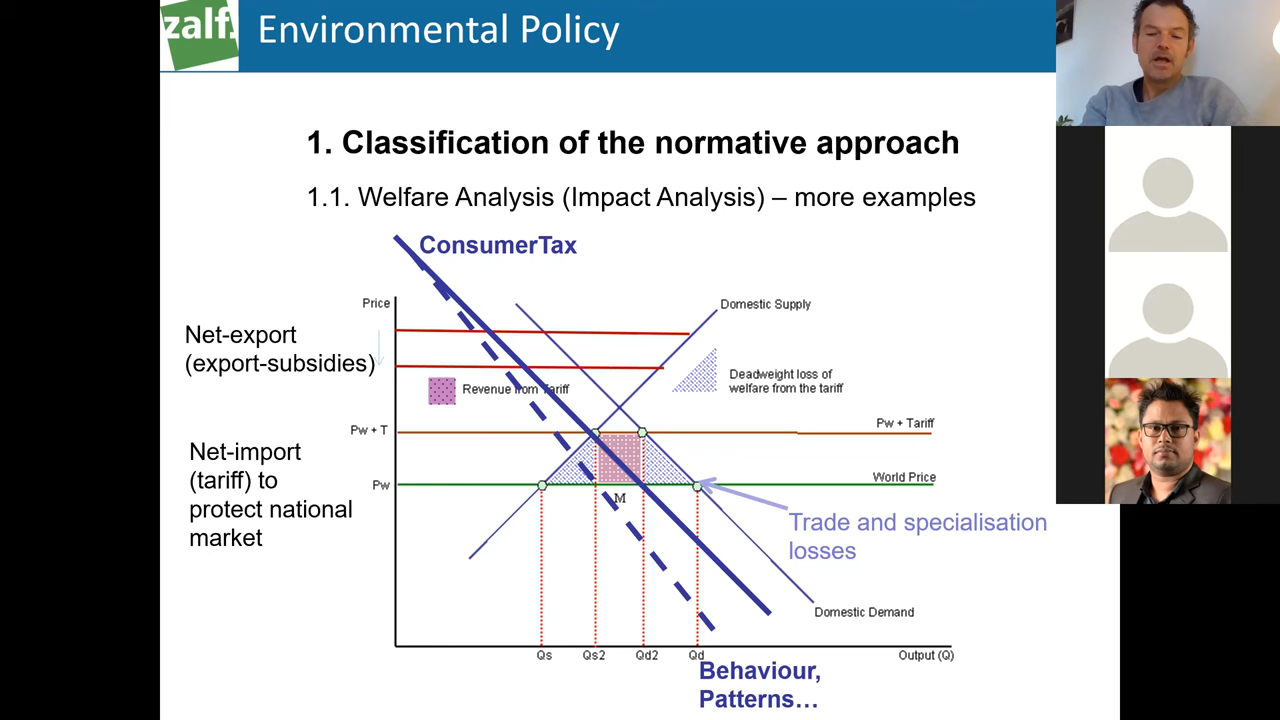 zalf.
Environmental Policy
1. Classification of the normative approach
1.1. Welfare Analysis (Impact Analysis) – more examples
ConsumerTax
Price
Domestic Supply
Net-export
(export-subsidies)
Revenue from Tariff
Deadweight loss of
welfare from the tariff
Pw + T
Pw + Tariff
Net-import
(tariff) to
protect national
market
Pw
World Price
M
Trade and specialisation
losses
Domestic Demand
Qs
Qs2
Qd2
Qd
Output (Q)
Behaviour,
Patterns…